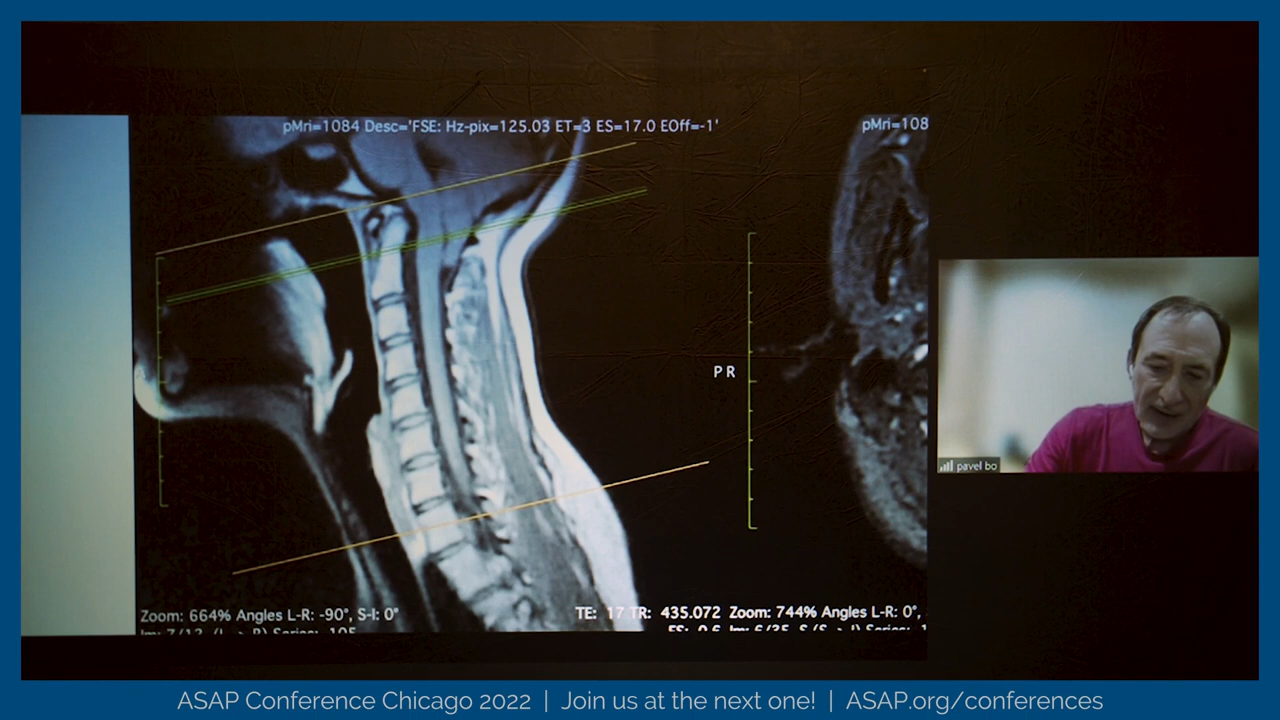 pMri=1084 Desc='FSE: Hz-pix=125.03 ET=3 ES=17.0 EOff=-1'
pMri=108
P R
pavel bo
Zoom: 664% Angles L-R: -90°, S-I: 0°
TE: 17 TR: 435.072 Zoom: 744% Angles L-R: 0°,
ASAP Conference Chicago 2022 | Join us at the next one! | ASAP.org/conferences